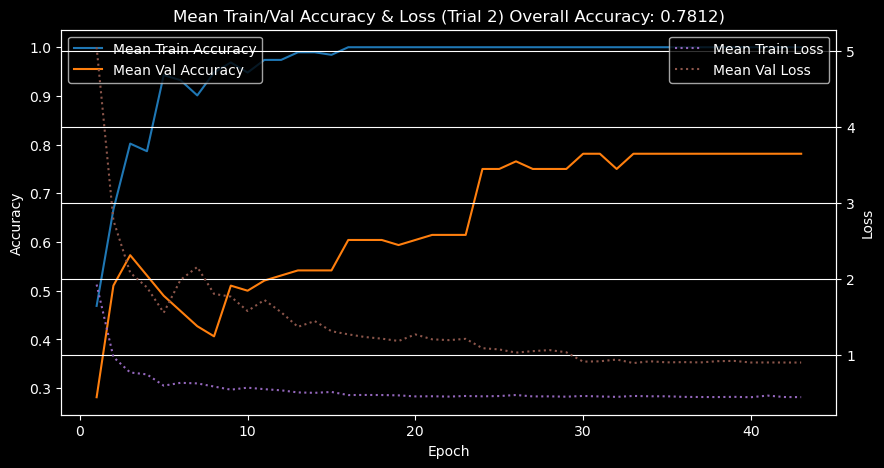 Mean Train/Val Accuracy & Loss (Trial 2) Overall Accuracy: 0.7812)
Mean Train Accuracy
Mean Val Accuracy
Mean Train Loss
Mean Val Loss
1.0
0.9
0.8
0.7
0.6
0.5
0.4
0.3
Accuracy
5
4
3
2
1
Loss
0
10
20
30
40
Epoch